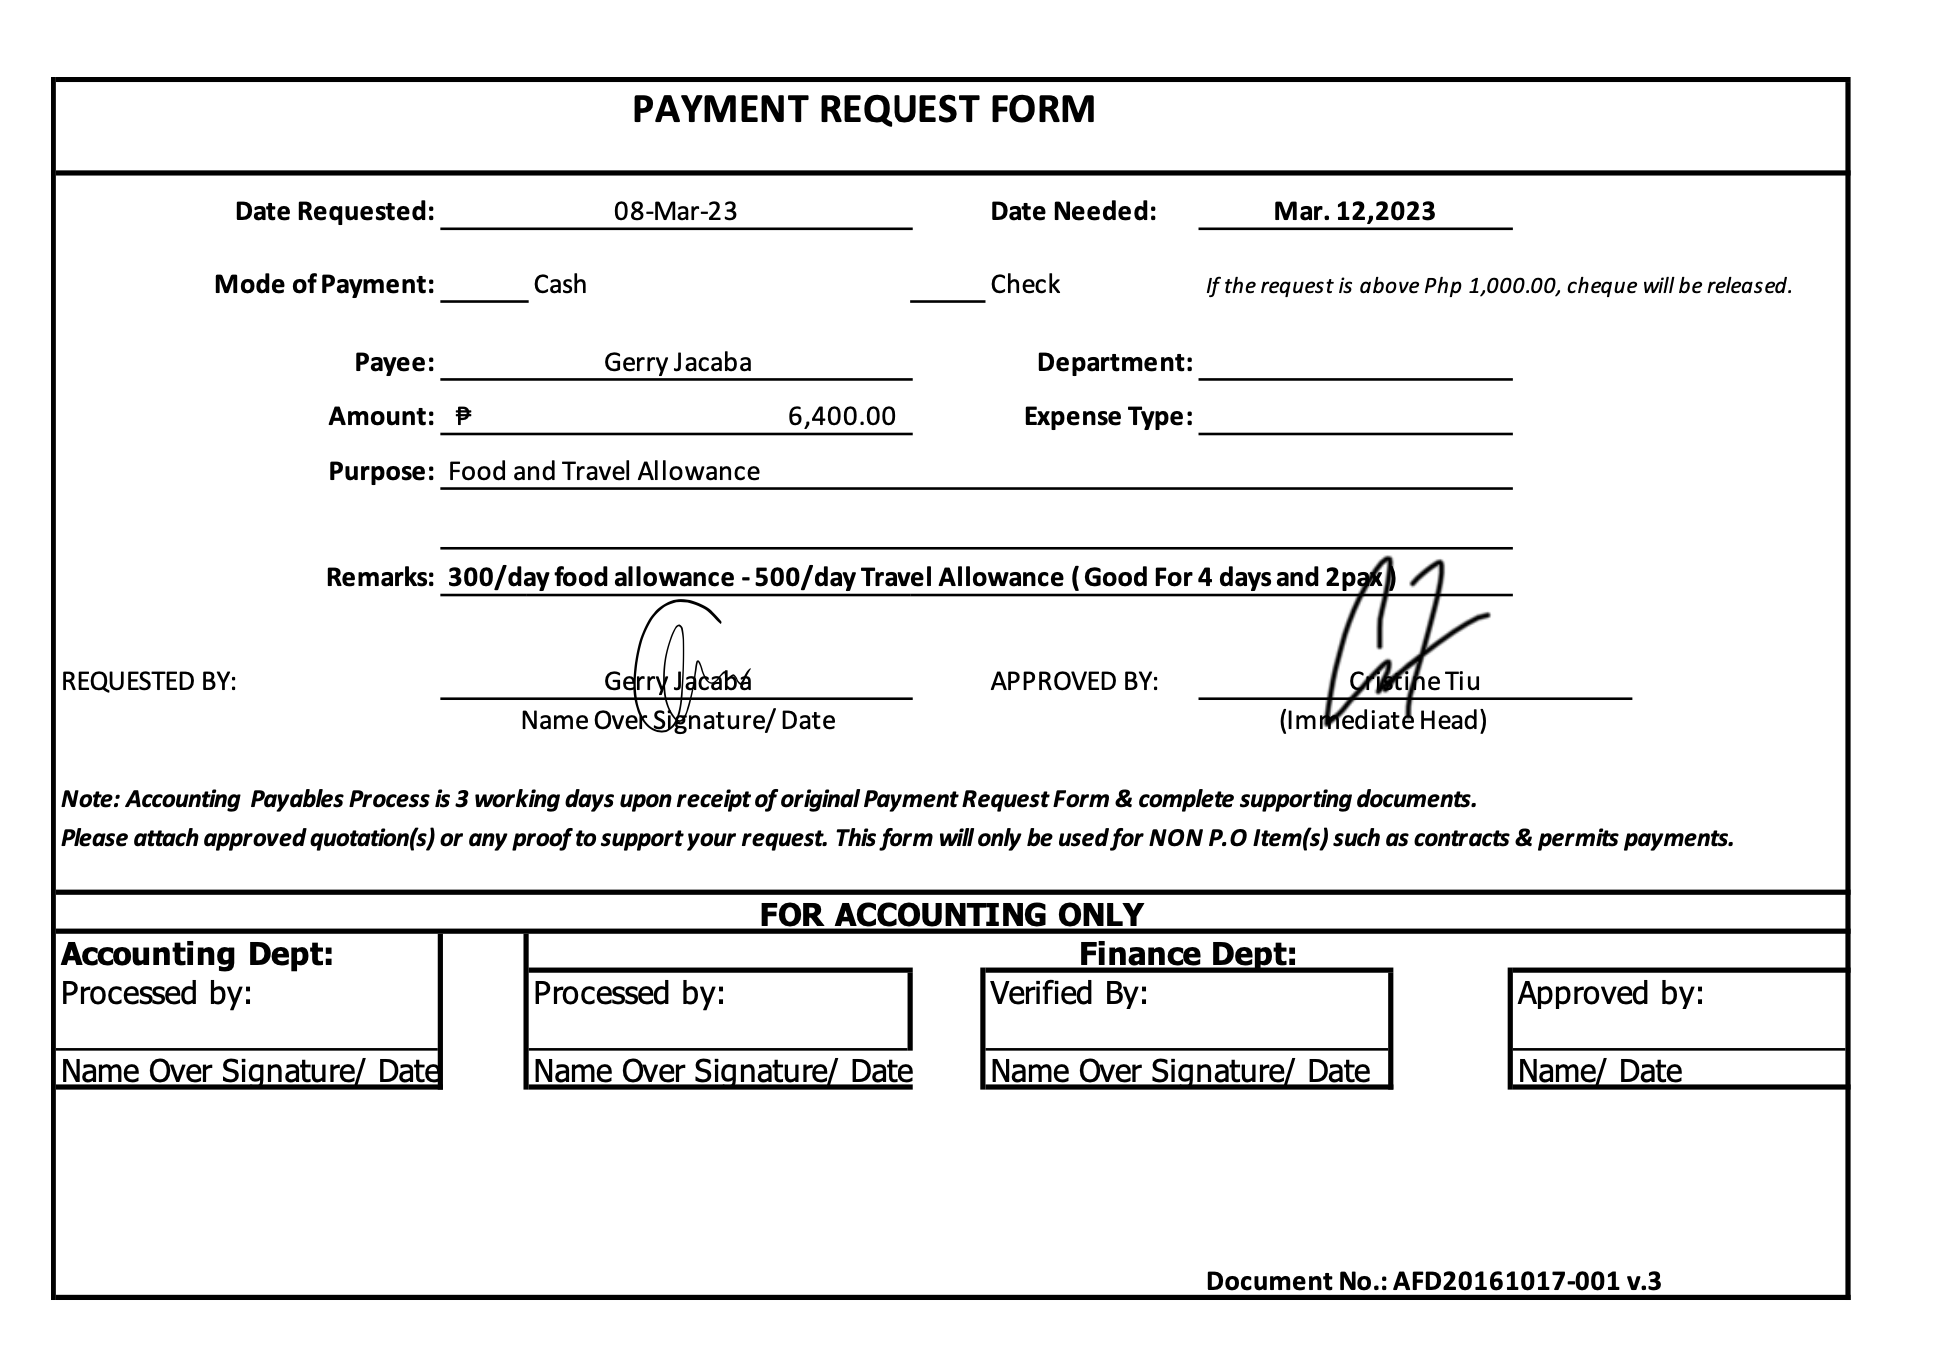 PAYMENT REQUEST FORM
Date Requested: 08-Mar-23 Date Needed: Mar. 12,2023
Mode of Payment: Cash Check If the request is above Php 1,000.00, cheque will be released.
Payee: Gerry Jacaba Department:
Amount: ₱ 6,400.00 Expense Type:
Purpose: Food and Travel Allowance
Remarks: 300/day food allowance - 500/day Travel Allowance ( Good For 4 days and 2pax )
REQUESTED BY: Gerry Jacaba APPROVED BY: Cristine Tiu
Name Over Signature/ Date (Immediate Head)
Note: Accounting Payables Process is 3 working days upon receipt of original Payment Request Form & complete supporting documents.
Please attach approved quotation(s) or any proof to support your request. This form will only be used for NON P.O Item(s) such as contracts & permits payments.
FOR ACCOUNTING ONLY
Accounting Dept: Finance Dept:
Processed by: Processed by: Verified By: Approved by:
Name Over Signature/ Date Name Over Signature/ Date Name Over Signature/ Date Name/ Date
Document No.: AFD20161017-001 v.3